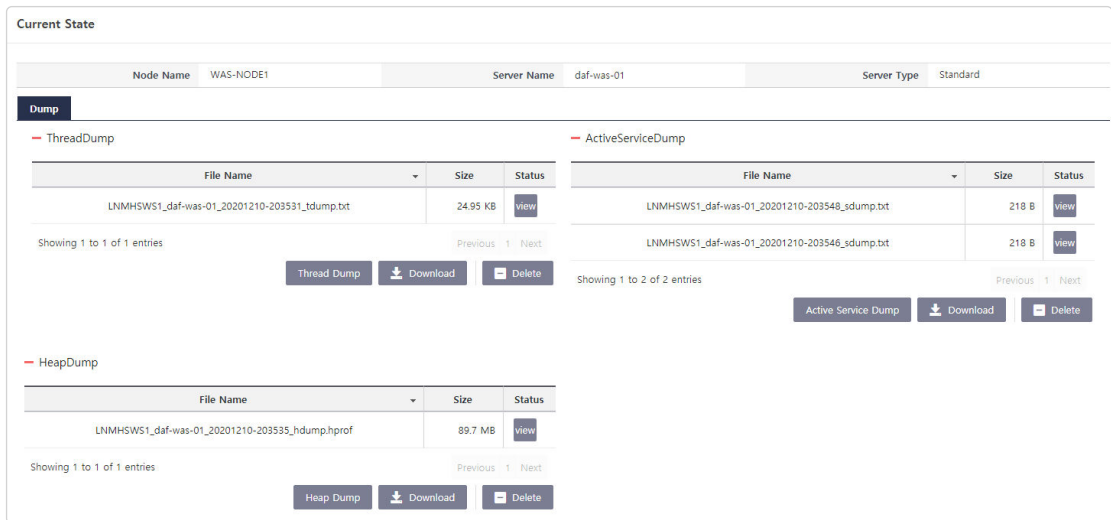 Current State
Node Name WAS-NODE1 Server Name daf-was-01 Server Type Standard
Dump
ThreadDump
File Name Size Status
LNMHSWS1_daf-was-01_20201210-203531_tdump.txt 24.95 KB view
Showing 1 to 1 of 1 entries Previous 1 Next
Thread Dump Download Delete
ActiveServiceDump
File Name Size Status
LNMHSWS1_daf-was-01_20201210-203548_sdump.txt 218 B view
LNMHSWS1_daf-was-01_20201210-203546_sdump.txt 218 B view
Showing 1 to 2 of 2 entries Previous 1 Next
Active Service Dump Download Delete
HeapDump
File Name Size Status
LNMHSWS1_daf-was-01_20201210-203535_hdump.hprof 89.7 MB view
Showing 1 to 1 of 1 entries Previous 1 Next
Heap Dump Download Delete